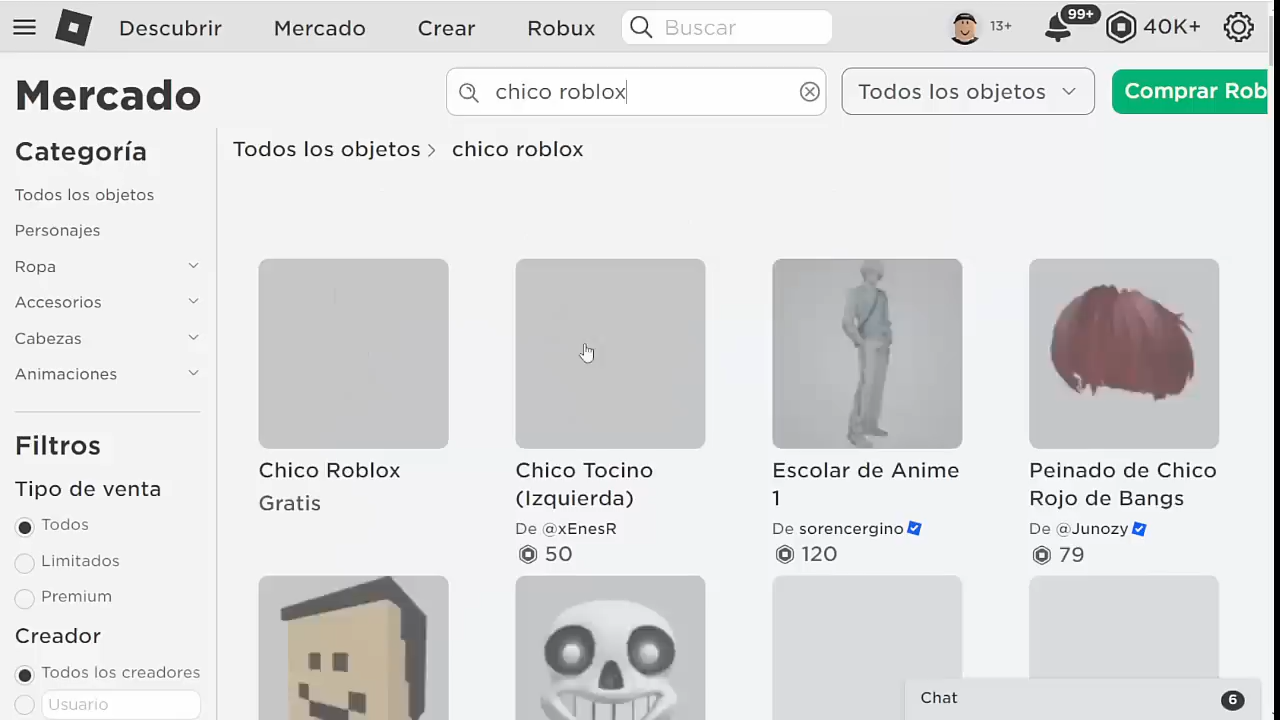 Descubrir Mercado Crear Robux Buscar 13+ 99+ 40K+
Mercado chico roblox Todos los objetos Comprar Rob
Categoría
Todos los objetos
Personajes
Ropa
Accesorios
Cabezas
Animaciones
Filtros
Tipo de venta
Todos
Limitados
Premium
Creador
Todos los creadores
Usuario
Todos los objetos > chico roblox
Chico Roblox
Gratis
Chico Tocino
(Izquierda)
De @xEnesR
50
Escolar de Anime
1
De sorencergino
120
Peinado de Chico
Rojo de Bangs
De @Junozy
79
Chat 6